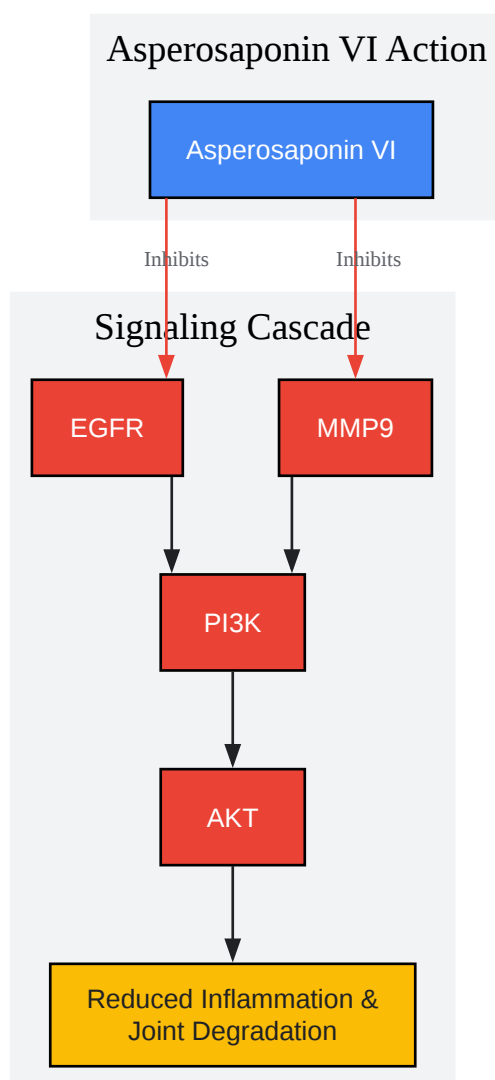 Asperosaponin VI Action
Asperosaponin VI
Inhibits
Inhibits
Signaling Cascade
EGFR
MMP9
PI3K
AKT
Reduced Inflammation &
Joint Degradation